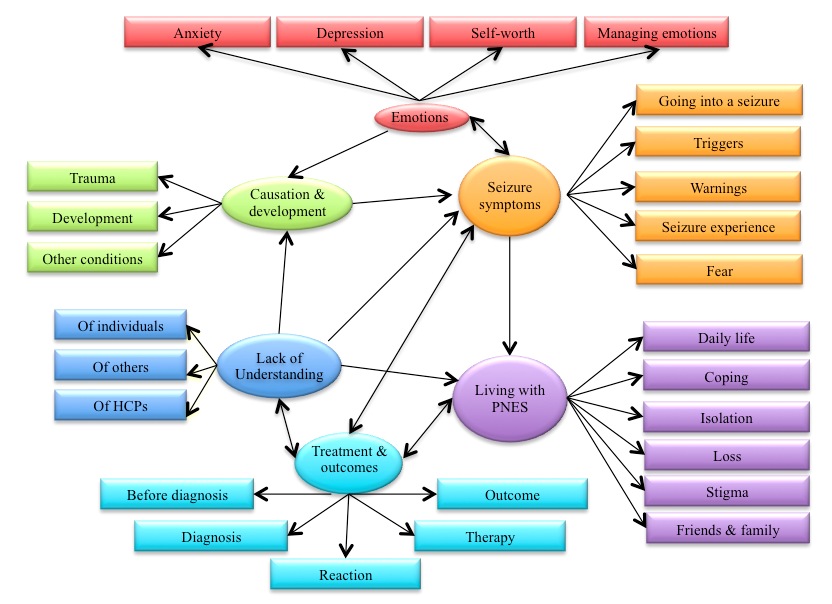 Anxiety
Depression
Self-worth
Managing emotions
Emotions
Going into a seizure
Triggers
Warnings
Seizure experience
Fear
Seizure
symptoms
Causation &
development
Trauma
Development
Other conditions
Of individuals
Of others
Of HCPs
Lack of
Understanding
Living with
PNES
Daily life
Coping
Isolation
Loss
Stigma
Friends & family
Treatment &
outcomes
Before diagnosis
Outcome
Diagnosis
Therapy
Reaction